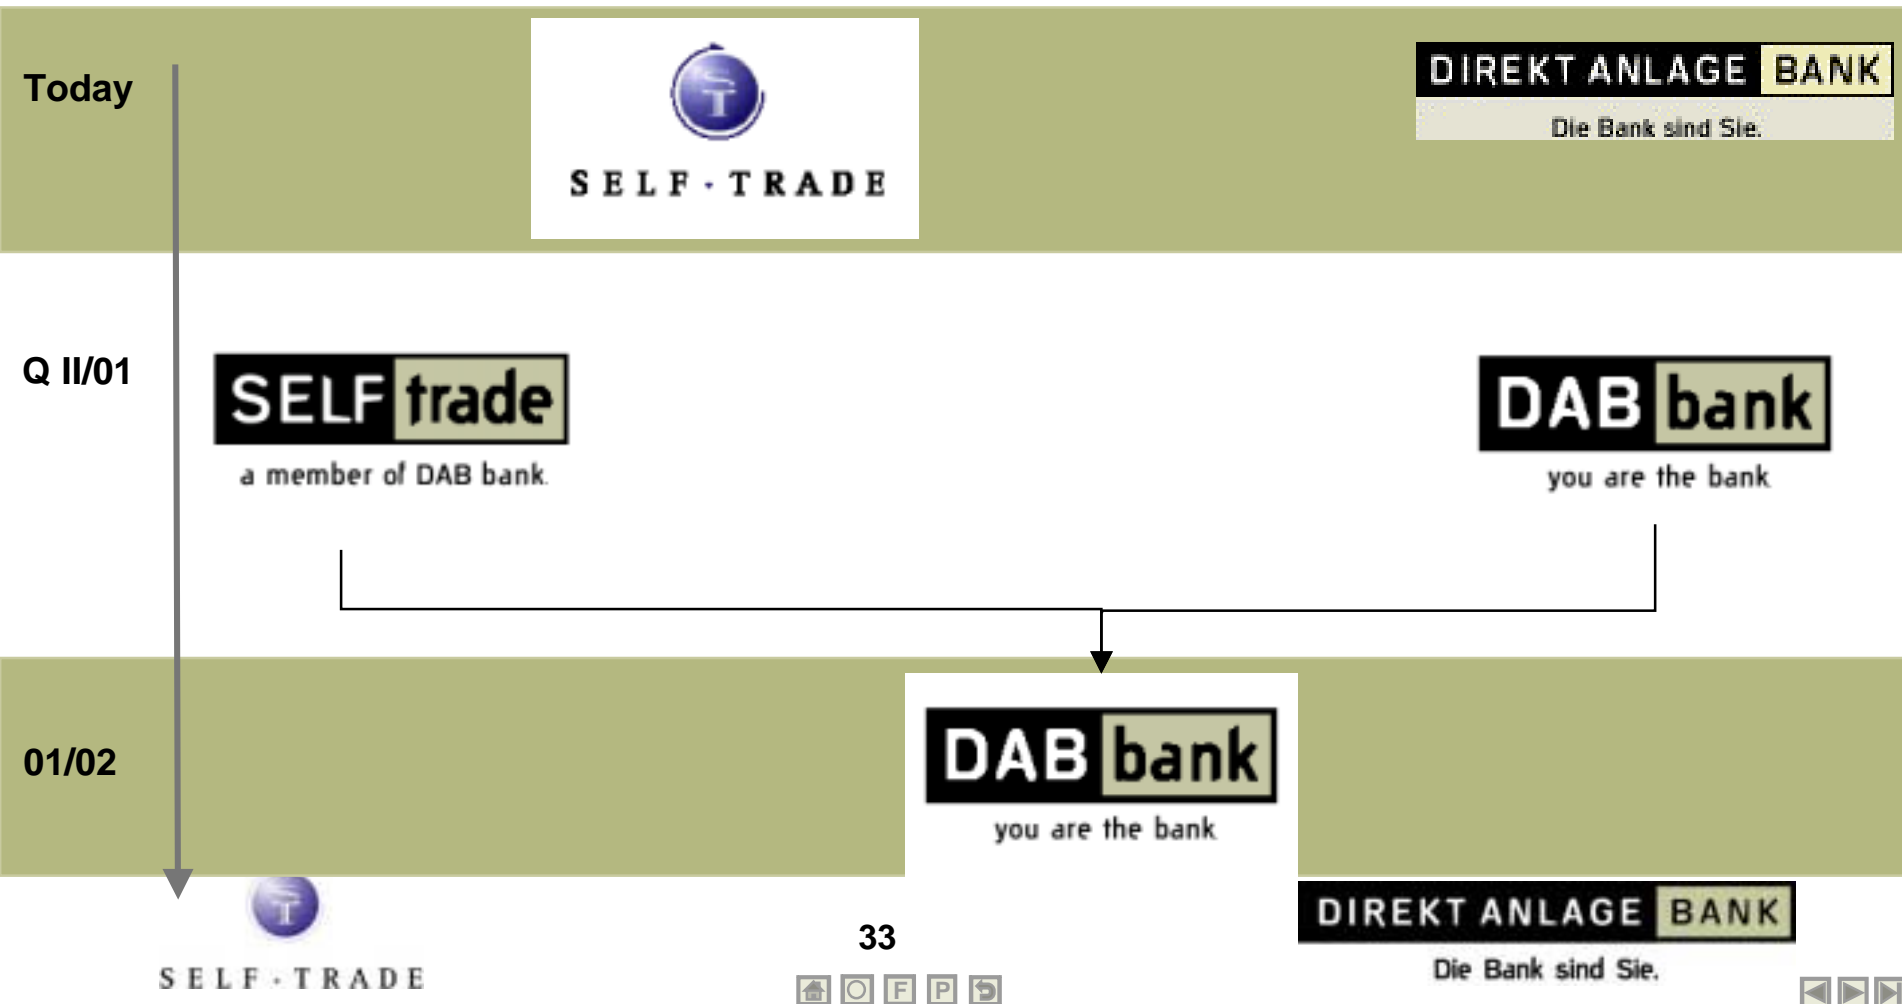 Today
ST
SELF·TRADE
DIREKT ANLAGE BANK
Die Bank sind Sie.
Q II/01
SELF trade
a member of DAB bank.
DAB bank
you are the bank
01/02
DAB bank
you are the bank
ST
SELF·TRADE
33
DIREKT ANLAGE BANK
Die Bank sind Sie.
F P